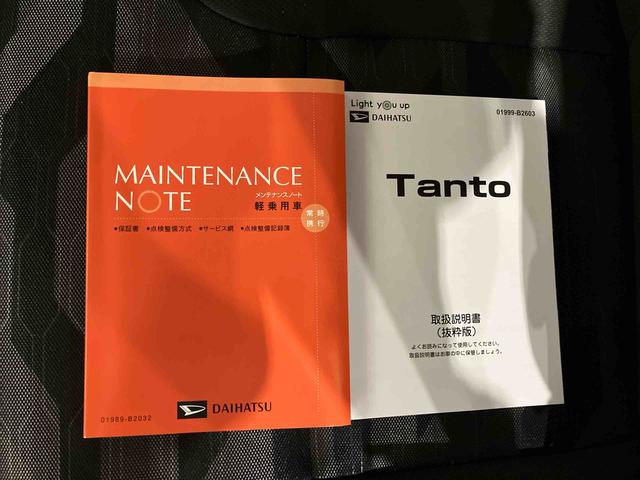 MAINTENANCE
NOTE
メンテナンスノート
軽乗用車
常時
携行
●保証書 ●点検整備方式 ●サービス網 ●点検整備記録簿
01989-B2032
DAIHATSU
Light you up
DAIHATSU
01999-B2603
Tanto
取扱説明書
（抜粋版）
よくお読みになって使用してください。
取扱説明書はお車の中に保管しましょう。